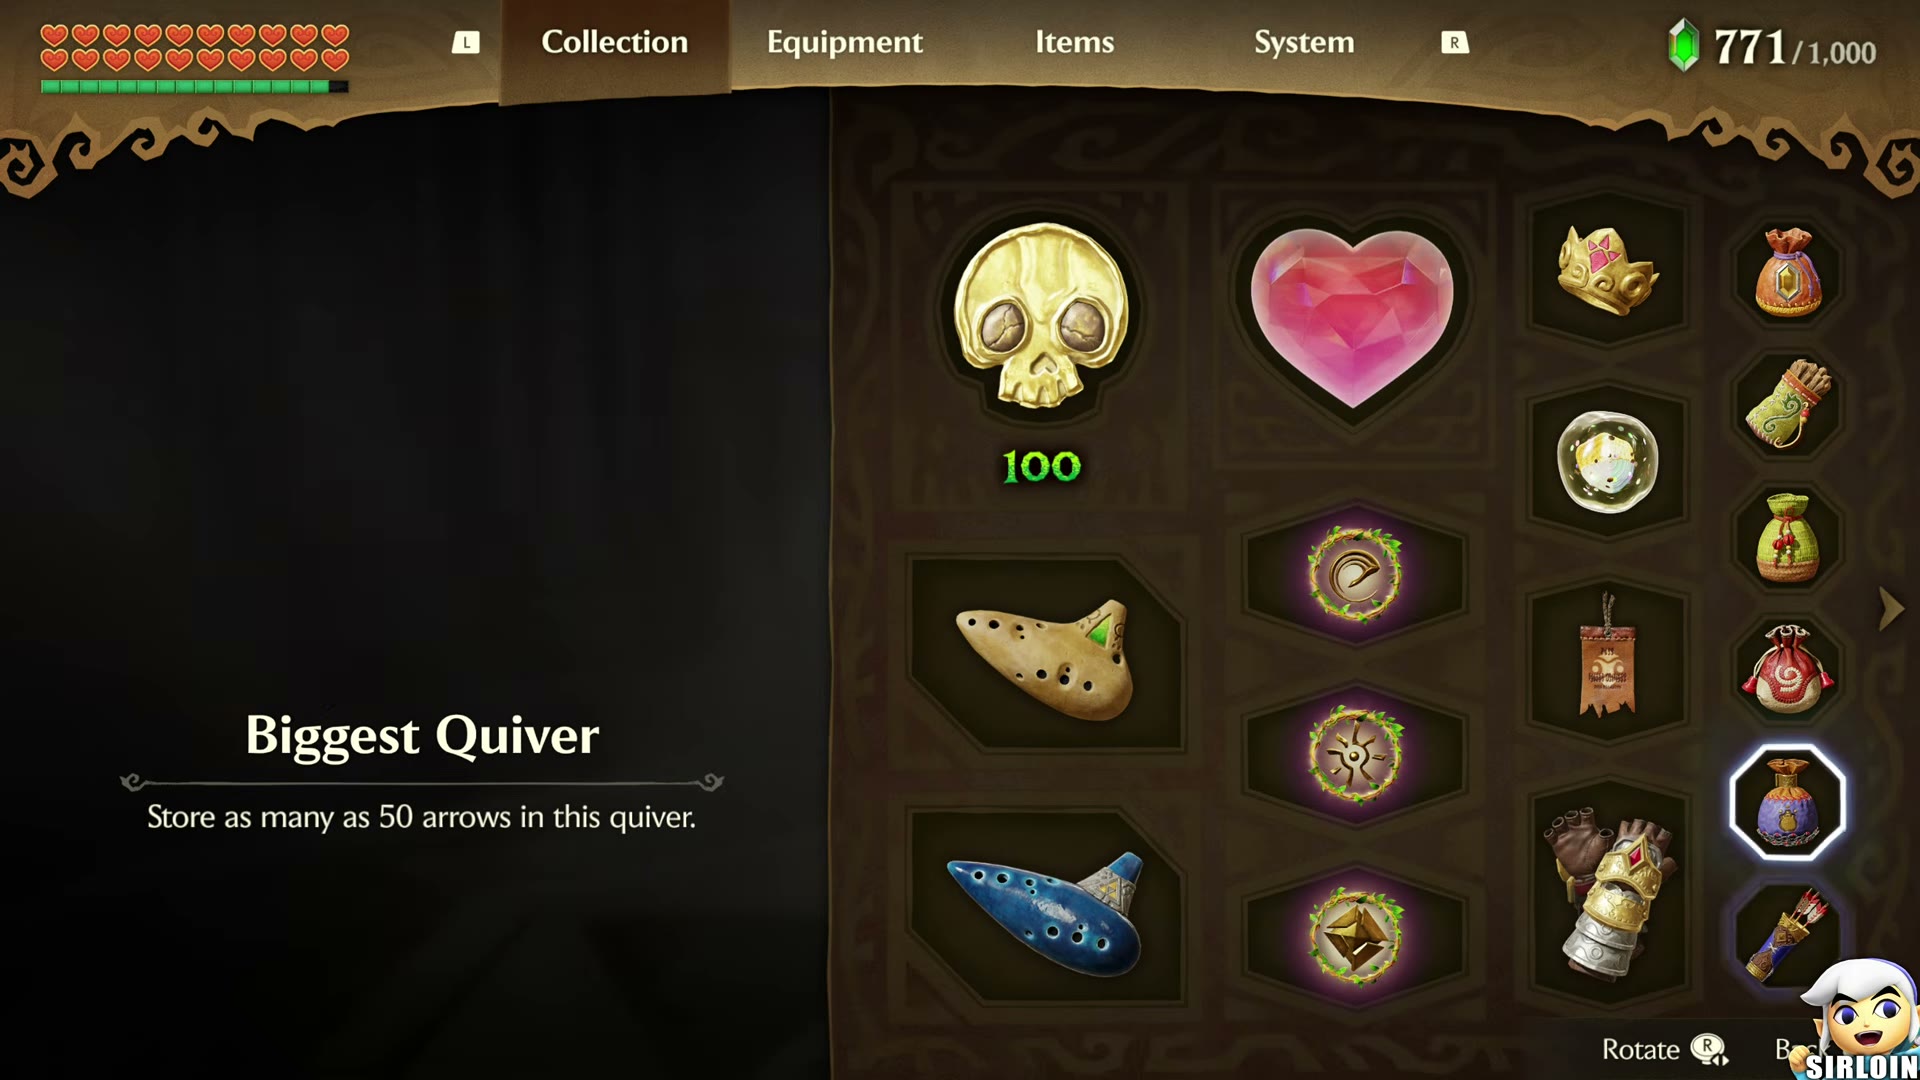 L
Collection
Equipment
Items
System
R
771/1,000
100
Biggest Quiver
Store as many as 50 arrows in this quiver.
Rotate R
SIRLOIN